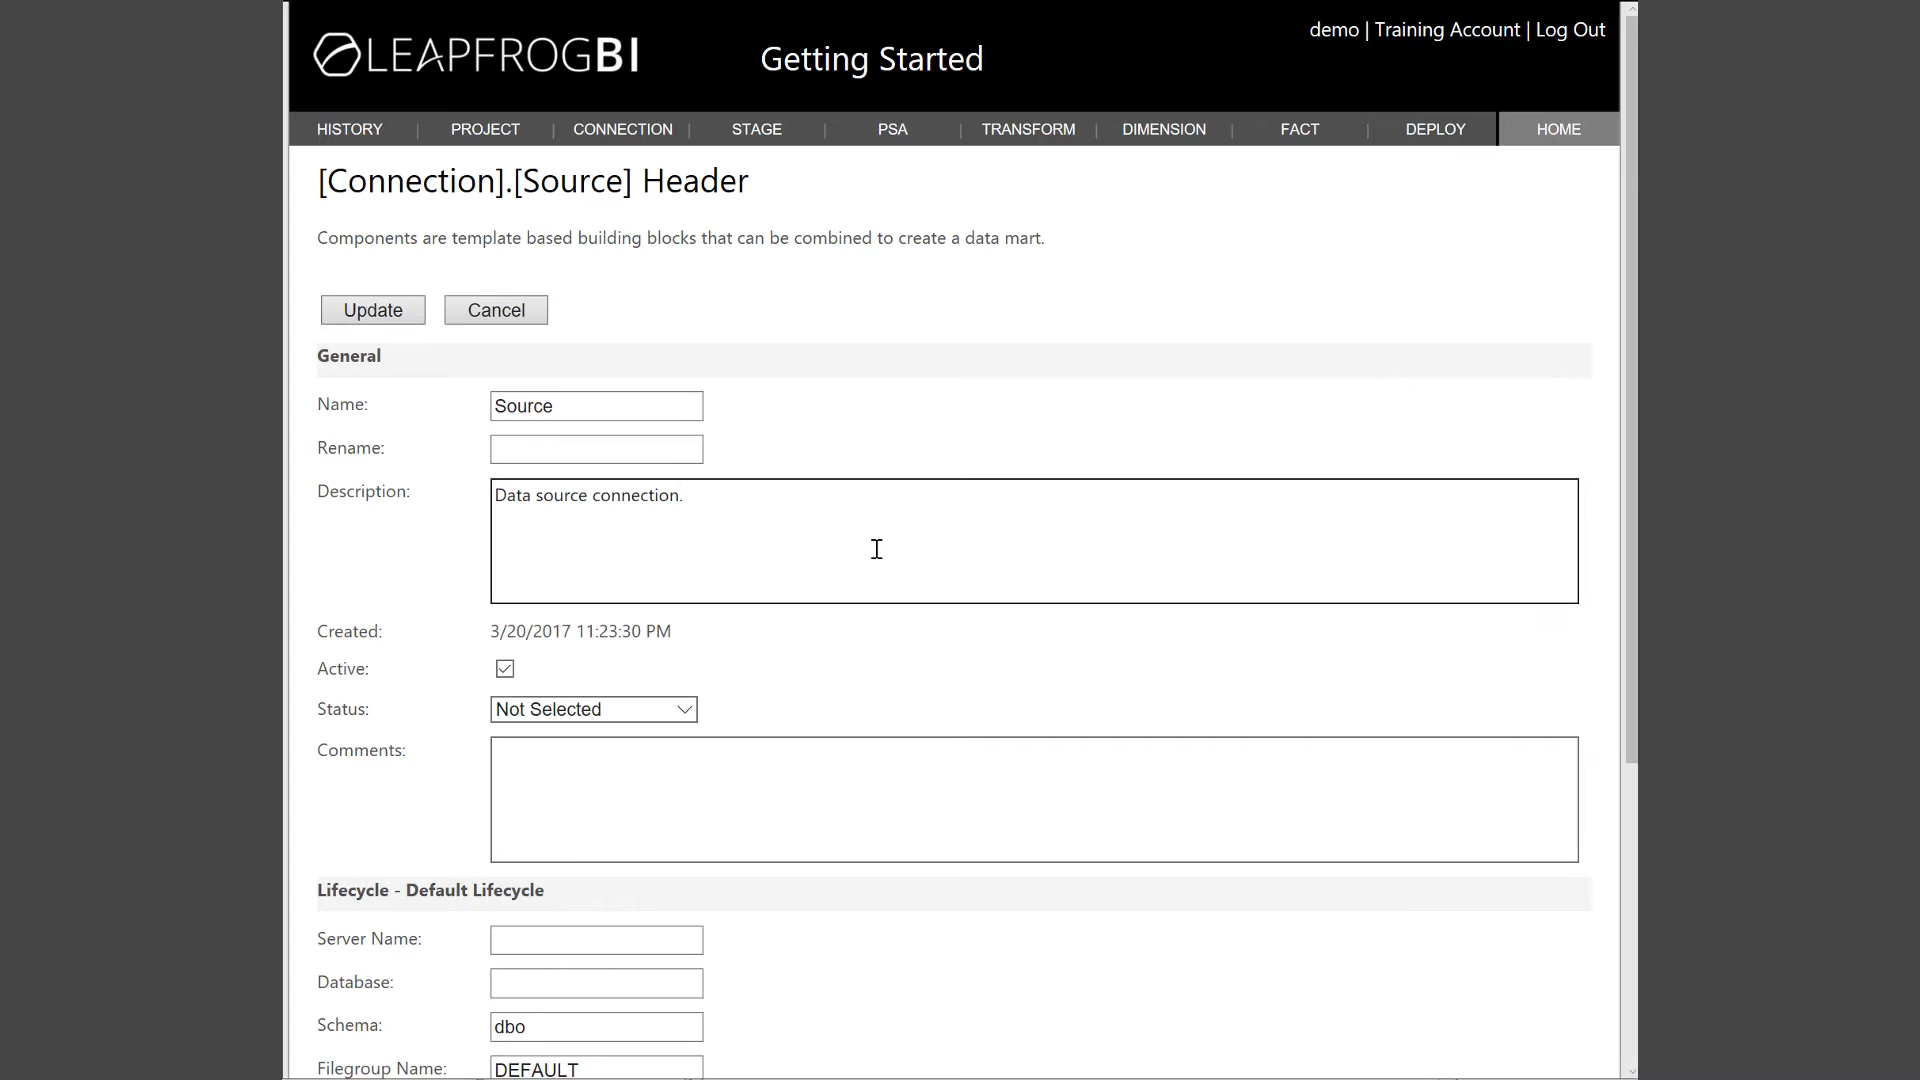 LEAPFROGBI
Getting Started
demo | Training Account | Log Out
HISTORY | PROJECT | CONNECTION | STAGE | PSA | TRANSFORM | DIMENSION | FACT | DEPLOY HOME
[Connection].[Source] Header
Components are template based building blocks that can be combined to create a data mart.
Update Cancel
General
Name: Source
Rename:
Description: Data source connection.
Created: 3/20/2017 11:23:30 PM
Active:
Status: Not Selected
Comments:
Lifecycle - Default Lifecycle
Server Name:
Database:
Schema: dbo
Filegroup Name: DEFAULT